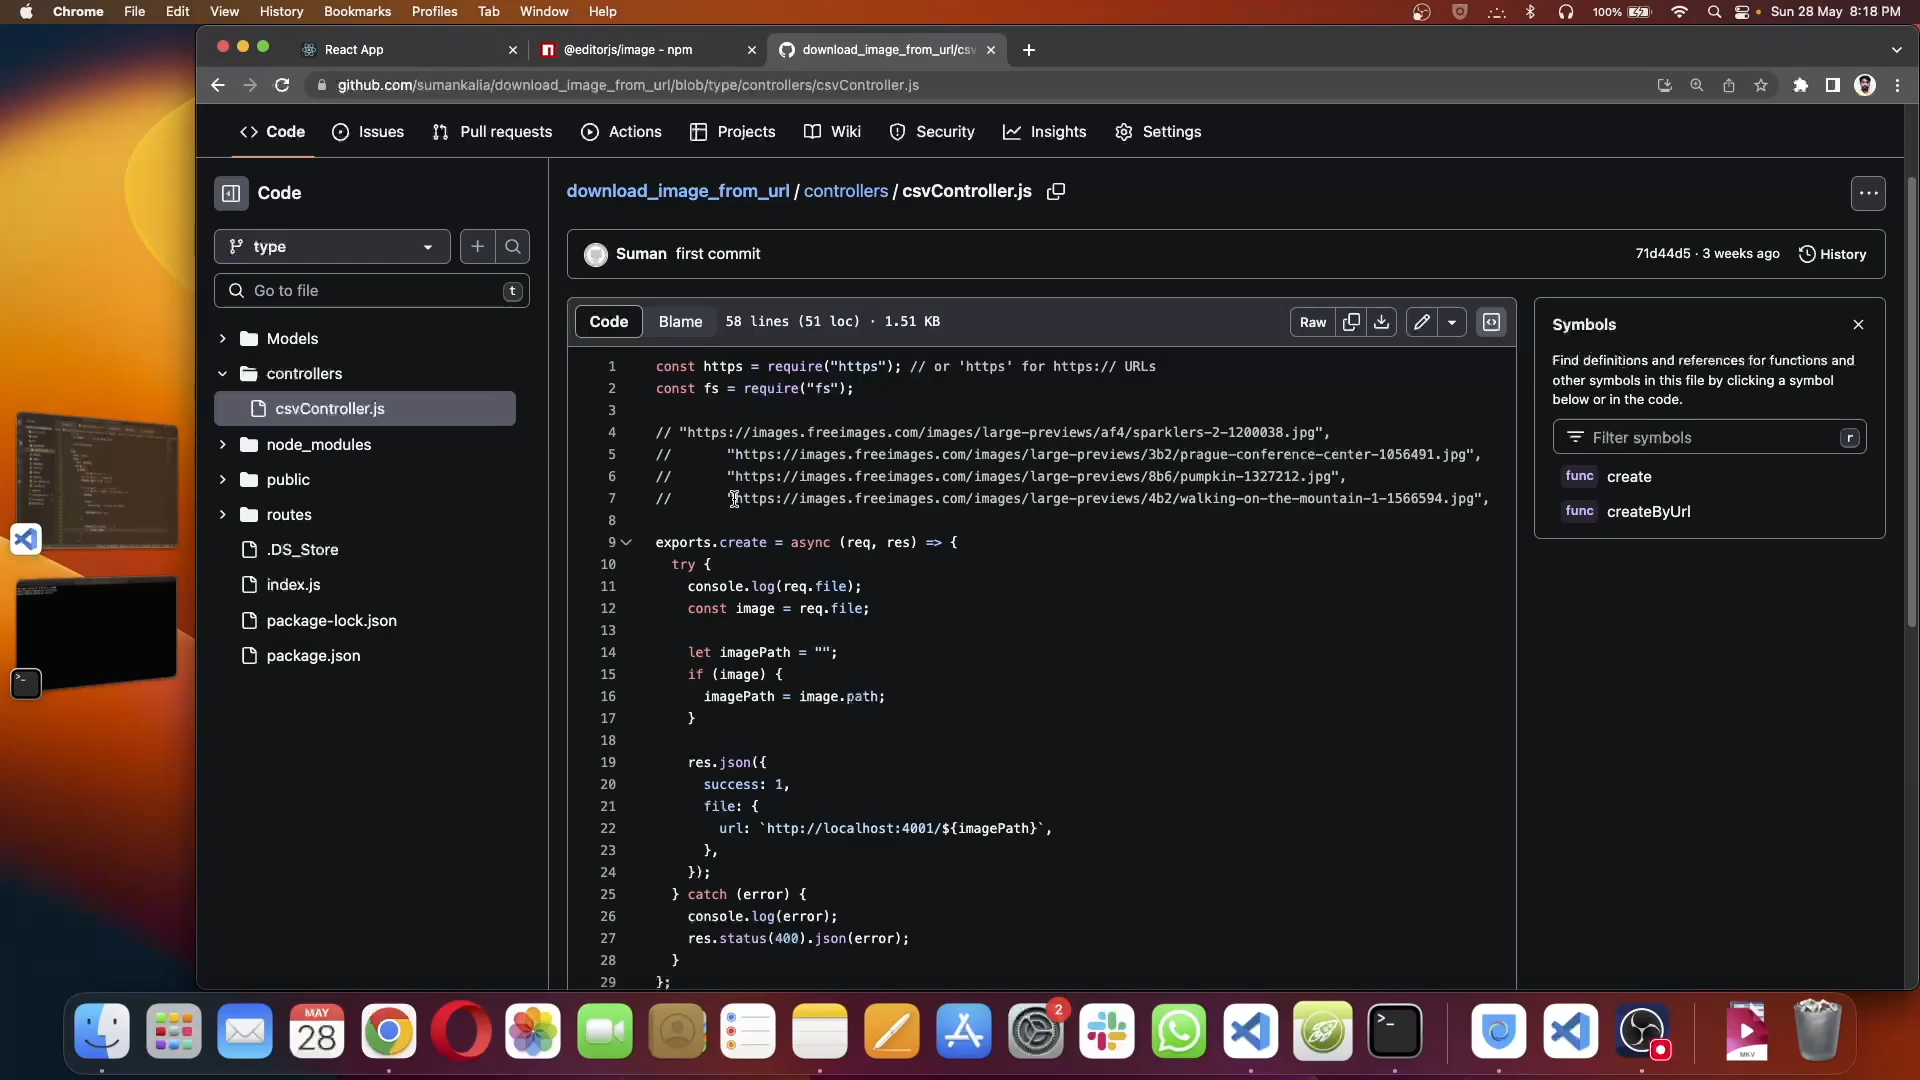 Chrome File Edit View History Bookmarks Profiles Tab Window Help 100% Sun 28 May 8:18 PM
React App @editorjs/image - npm download_image_from_url/csv
github.com/sumankalia/download_image_from_url/blob/type/controllers/csvController.js
Code Issues Pull requests Actions Projects Wiki Security Insights Settings
Code
type
Go to file t
Models
controllers
csvController.js
node_modules
public
routes
.DS_Store
index.js
package-lock.json
package.json
download_image_from_url / controllers / csvController.js
Suman first commit 71d44d5 · 3 weeks ago History
Code Blame 58 lines (51 loc) · 1.51 KB Raw
1 const https = require("https"); // or 'https' for https:// URLs
2 const fs = require("fs");
3
4 // "https://images.freeimages.com/images/large-previews/af4/sparklers-2-1200038.jpg",
5 // "https://images.freeimages.com/images/large-previews/3b2/prague-conference-center-1056491.jpg",
6 // "https://images.freeimages.com/images/large-previews/8b6/pumpkin-1327212.jpg",
7 // "https://images.freeimages.com/images/large-previews/4b2/walking-on-the-mountain-1-1566594.jpg",
8
9 exports.create = async (req, res) => {
10 try {
11 console.log(req.file);
12 const image = req.file;
13
14 let imagePath = "";
15 if (image) {
16 imagePath = image.path;
17 }
18
19 res.json({
20 success: 1,
21 file: {
22 url: `http://localhost:4001/${imagePath}`,
23 },
24 });
25 } catch (error) {
26 console.log(error);
27 res.status(400).json(error);
28 }
29 };
Symbols
Find definitions and references for functions and
other symbols in this file by clicking a symbol
below or in the code.
Filter symbols r
func create
func createByUrl
MAY
28
2
MKV